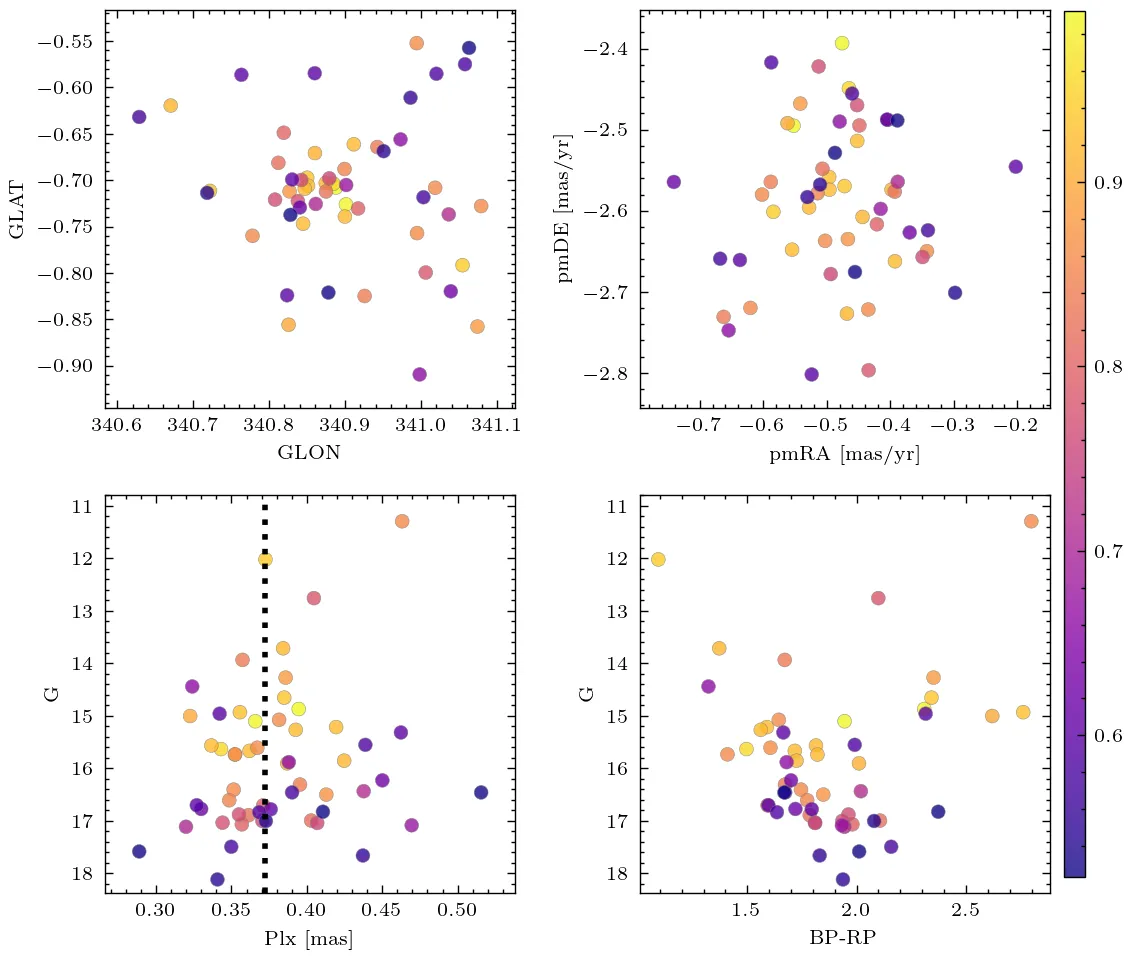 −0.55
−0.60
−0.65
−0.70
−0.75
−0.80
−0.85
−0.90
GLAT
340.6 340.7 340.8 340.9 341.0 341.1
GLON
−2.4
−2.5
−2.6
−2.7
−2.8
pmDE [mas/yr]
−0.7 −0.6 −0.5 −0.4 −0.3 −0.2
pmRA [mas/yr]
0.9
0.8
0.7
0.6
11
12
13
14
15
16
17
18
G
0.30 0.35 0.40 0.45 0.50
Plx [mas]
11
12
13
14
15
16
17
18
G
1.5 2.0 2.5
BP-RP